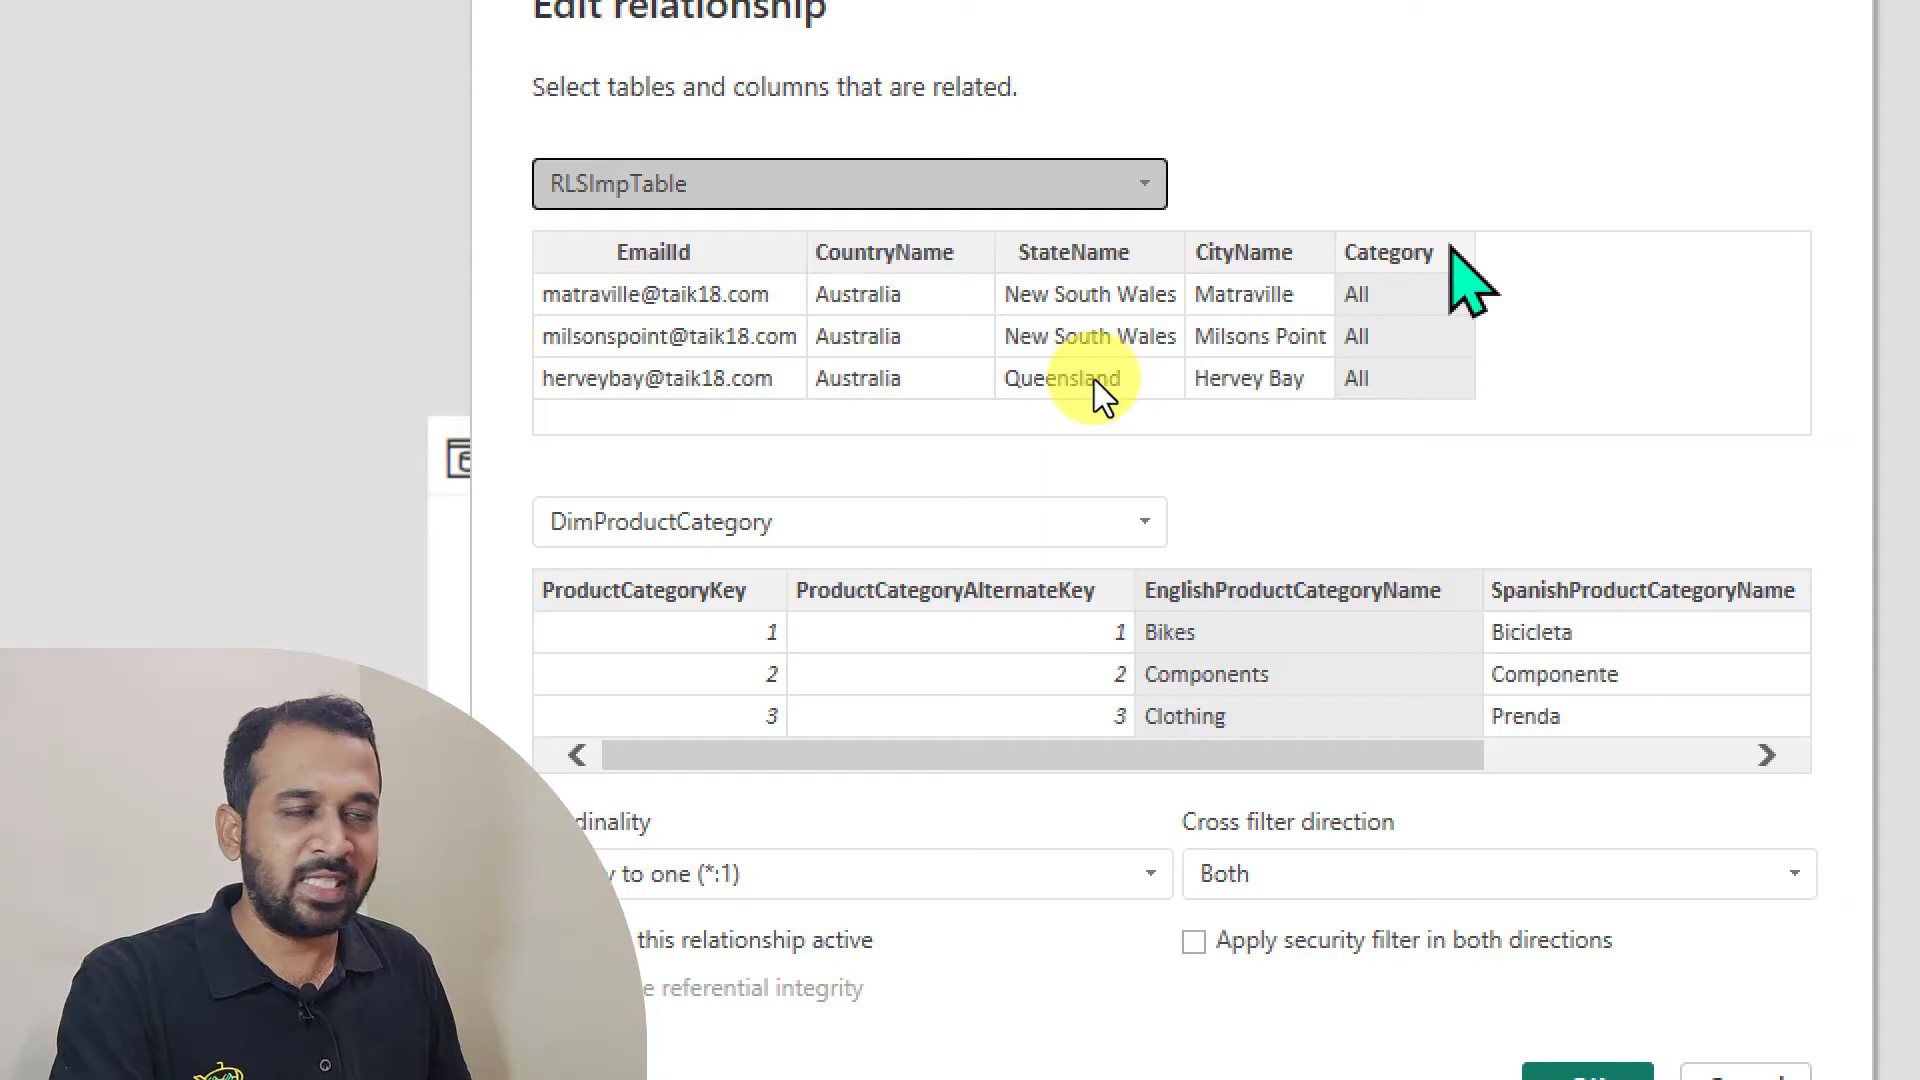 Edit relationship
Select tables and columns that are related.
RLSImpTable
EmailId CountryName StateName CityName Category
matraville@taik18.com Australia New South Wales Matraville All
milsonspoint@taik18.com Australia New South Wales Milsons Point All
herveybay@taik18.com Australia Queensland Hervey Bay All
DimProductCategory
ProductCategoryKey ProductCategoryAlternateKey EnglishProductCategoryName SpanishProductCategoryName
1 1 Bikes Bicicleta
2 2 Components Componente
3 3 Clothing Prenda
dinality Cross filter direction
y to one (*:1) Both
this relationship active Apply security filter in both directions
e referential integrity